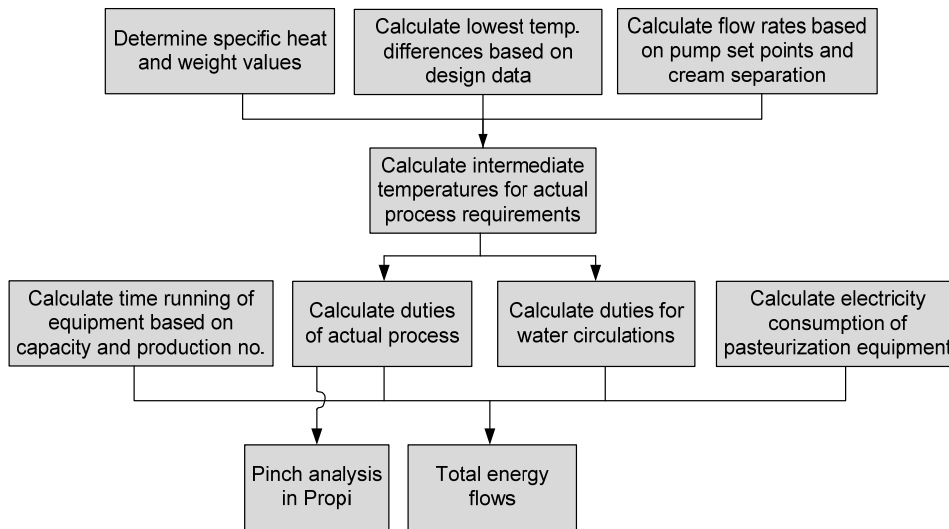 Determine specific heat
and weight values
Calculate lowest temp.
differences based on
design data
Calculate flow rates based
on pump set points and
cream separation
Calculate intermediate
temperatures for actual
process requirements
Calculate time running of
equipment based on
capacity and production no.
Calculate duties
of actual process
Calculate duties for
water circulations
Calculate electricity
consumption of
pasteurization equipment
Pinch analysis
in Propi
Total energy
flows